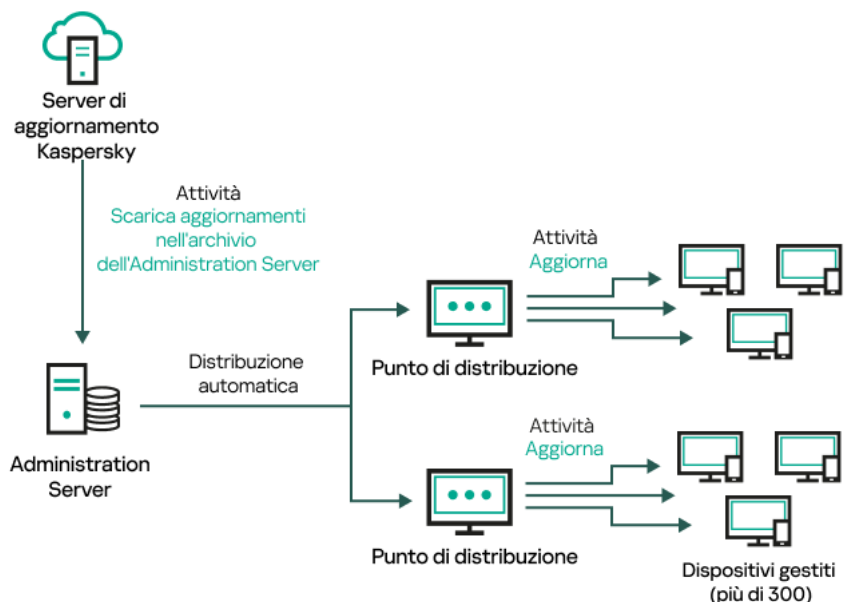 Server di
aggiornamento
Kaspersky
Attività
Scarica aggiornamenti
nell'archivio
dell'Administration Server
Administration
Server
Distribuzione
automatica
Punto di distribuzione
Attività
Aggiorna
Punto di distribuzione
Attività
Aggiorna
Dispositivi gestiti
(più di 300)